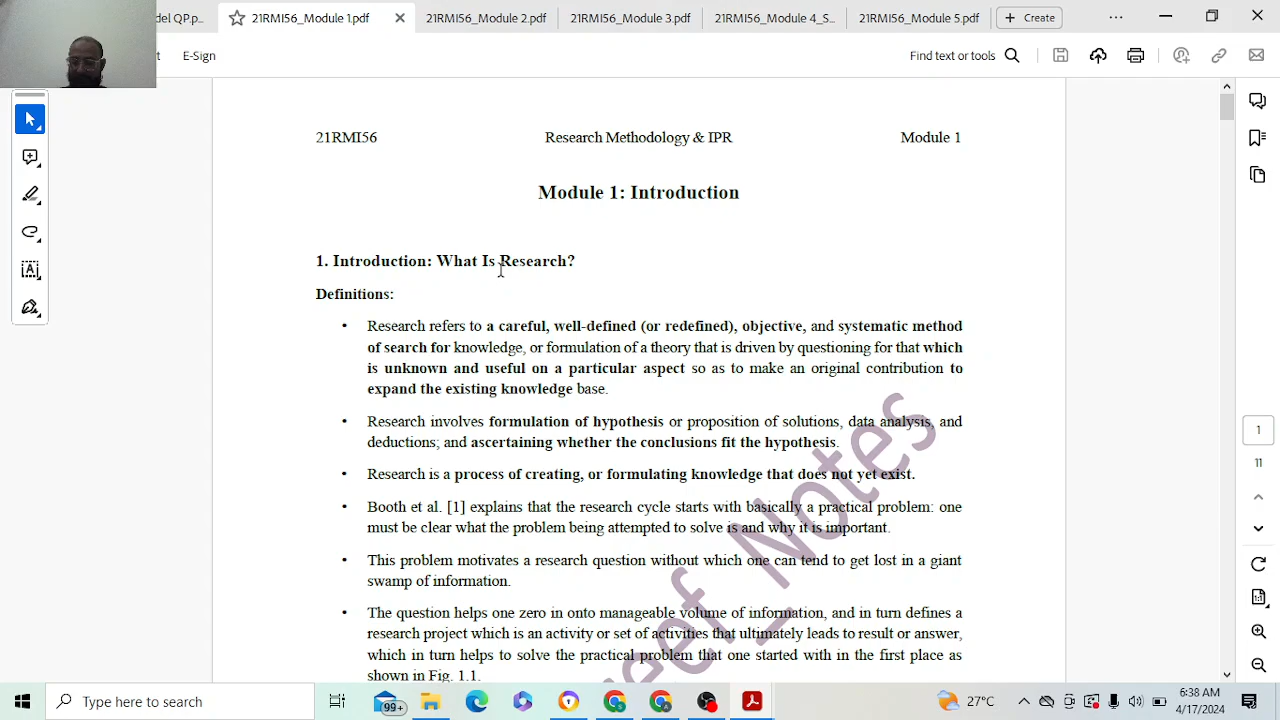 del QP.p...
21RMI56_Module 1.pdf
21RMI56_Module 2.pdf
21RMI56_Module 3.pdf
21RMI56_Module 4_S...
21RMI56_Module 5.pdf
Create
E-Sign
Find text or tools
21RMI56 Research Methodology & IPR Module 1
Module 1: Introduction
1. Introduction: What Is Research?
Definitions:
• Research refers to a careful, well-defined (or redefined), objective, and systematic method
of search for knowledge, or formulation of a theory that is driven by questioning for that which
is unknown and useful on a particular aspect so as to make an original contribution to
expand the existing knowledge base.
• Research involves formulation of hypothesis or proposition of solutions, data analysis, and
deductions; and ascertaining whether the conclusions fit the hypothesis.
• Research is a process of creating, or formulating knowledge that does not yet exist.
• Booth et al. [1] explains that the research cycle starts with basically a practical problem: one
must be clear what the problem being attempted to solve is and why it is important.
• This problem motivates a research question without which one can tend to get lost in a giant
swamp of information.
• The question helps one zero in onto manageable volume of information, and in turn defines a
research project which is an activity or set of activities that ultimately leads to result or answer,
which in turn helps to solve the practical problem that one started with in the first place as
shown in Fig. 1.1.
eef_Notes
1
11
Type here to search
99+
27°C
6:38 AM
4/17/2024